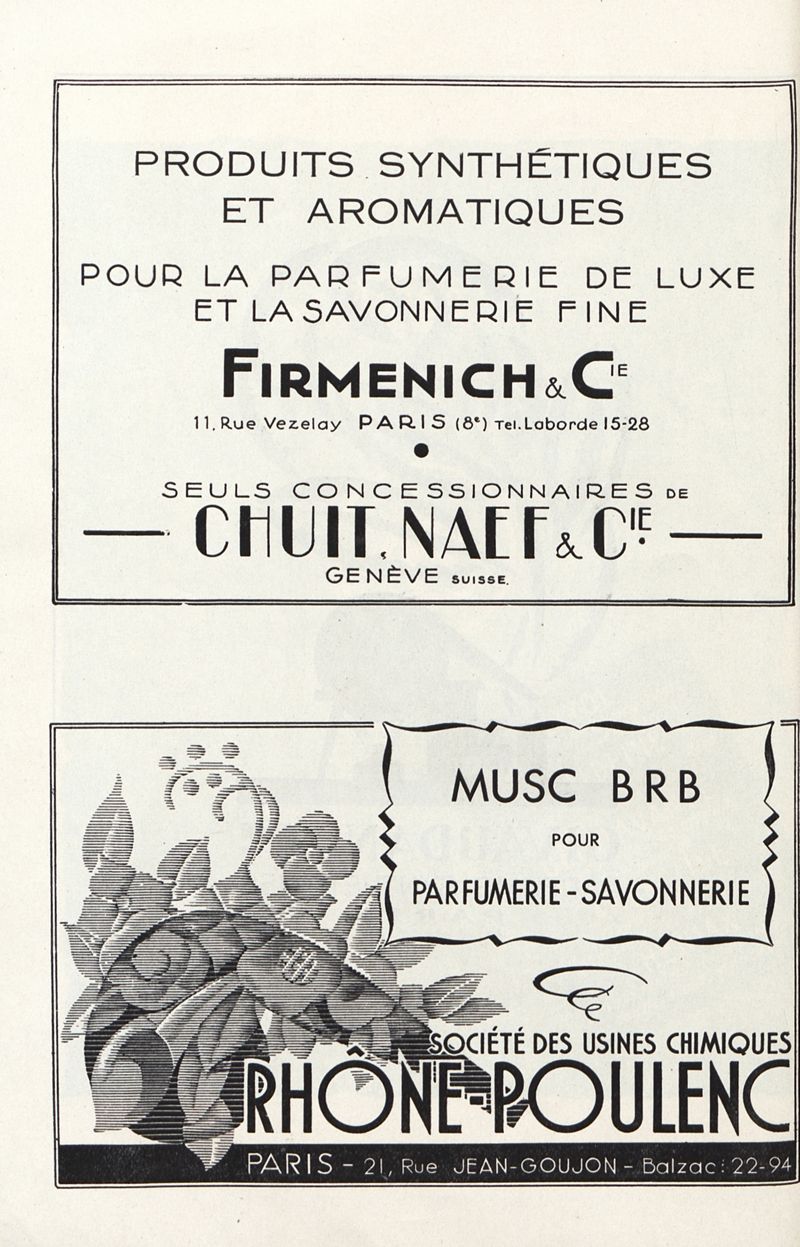 PRODUITS SYNTHÉTIQUES
ET AROMATIQUES
POUR LA PARFUMERIE DE LUXE
ET LA SAVONNERIE FINE
FIRMENICH & CIE
11, Rue Vezelay PARIS (8e) Tel. Laborde 15-28
SEULS CONCESSIONNAIRES DE
CHUIT, NAEF & CIE.
GENÈVE SUISSE.
MUSC BRB
POUR
PARFUMERIE-SAVONNERIE
SOCIÉTÉ DES USINES CHIMIQUES
RHÔNE-POULENC
PARIS - 21, Rue JEAN-GOUJON - Balzac: 22-94